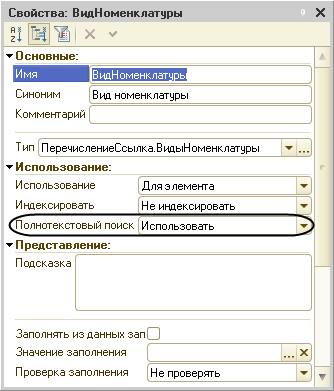 Свойства: ВидНоменклатуры
Основные:
Имя ВидНоменклатуры
Синоним Вид номенклатуры
Комментарий
Тип ПеречислениеСсылка.ВидыНоменклатуры ...
Использование:
Использование Для элемента
Индексировать Не индексировать
Полнотекстовый поиск Использовать
Представление:
Подсказка
Заполнять из данных зап
Значение заполнения ...
Проверка заполнения Не проверять